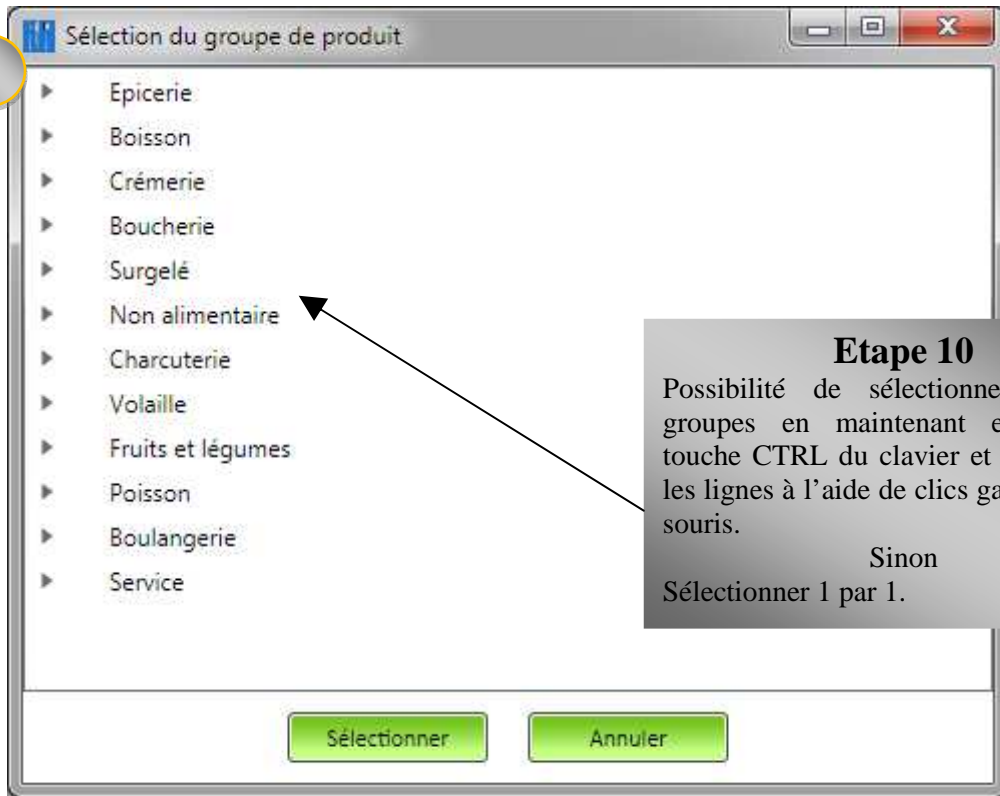 Sélection du groupe de produit
Epicerie
Boisson
Crémerie
Boucherie
Surgelé
Non alimentaire
Charcuterie
Volaille
Fruits et légumes
Poisson
Boulangerie
Service
Etape 10
Possibilité de sélectionne
groupes en maintenant e
touche CTRL du clavier et
les lignes à l’aide de clics ga
souris.
Sinon
Sélectionner 1 par 1.
Sélectionner Annuler